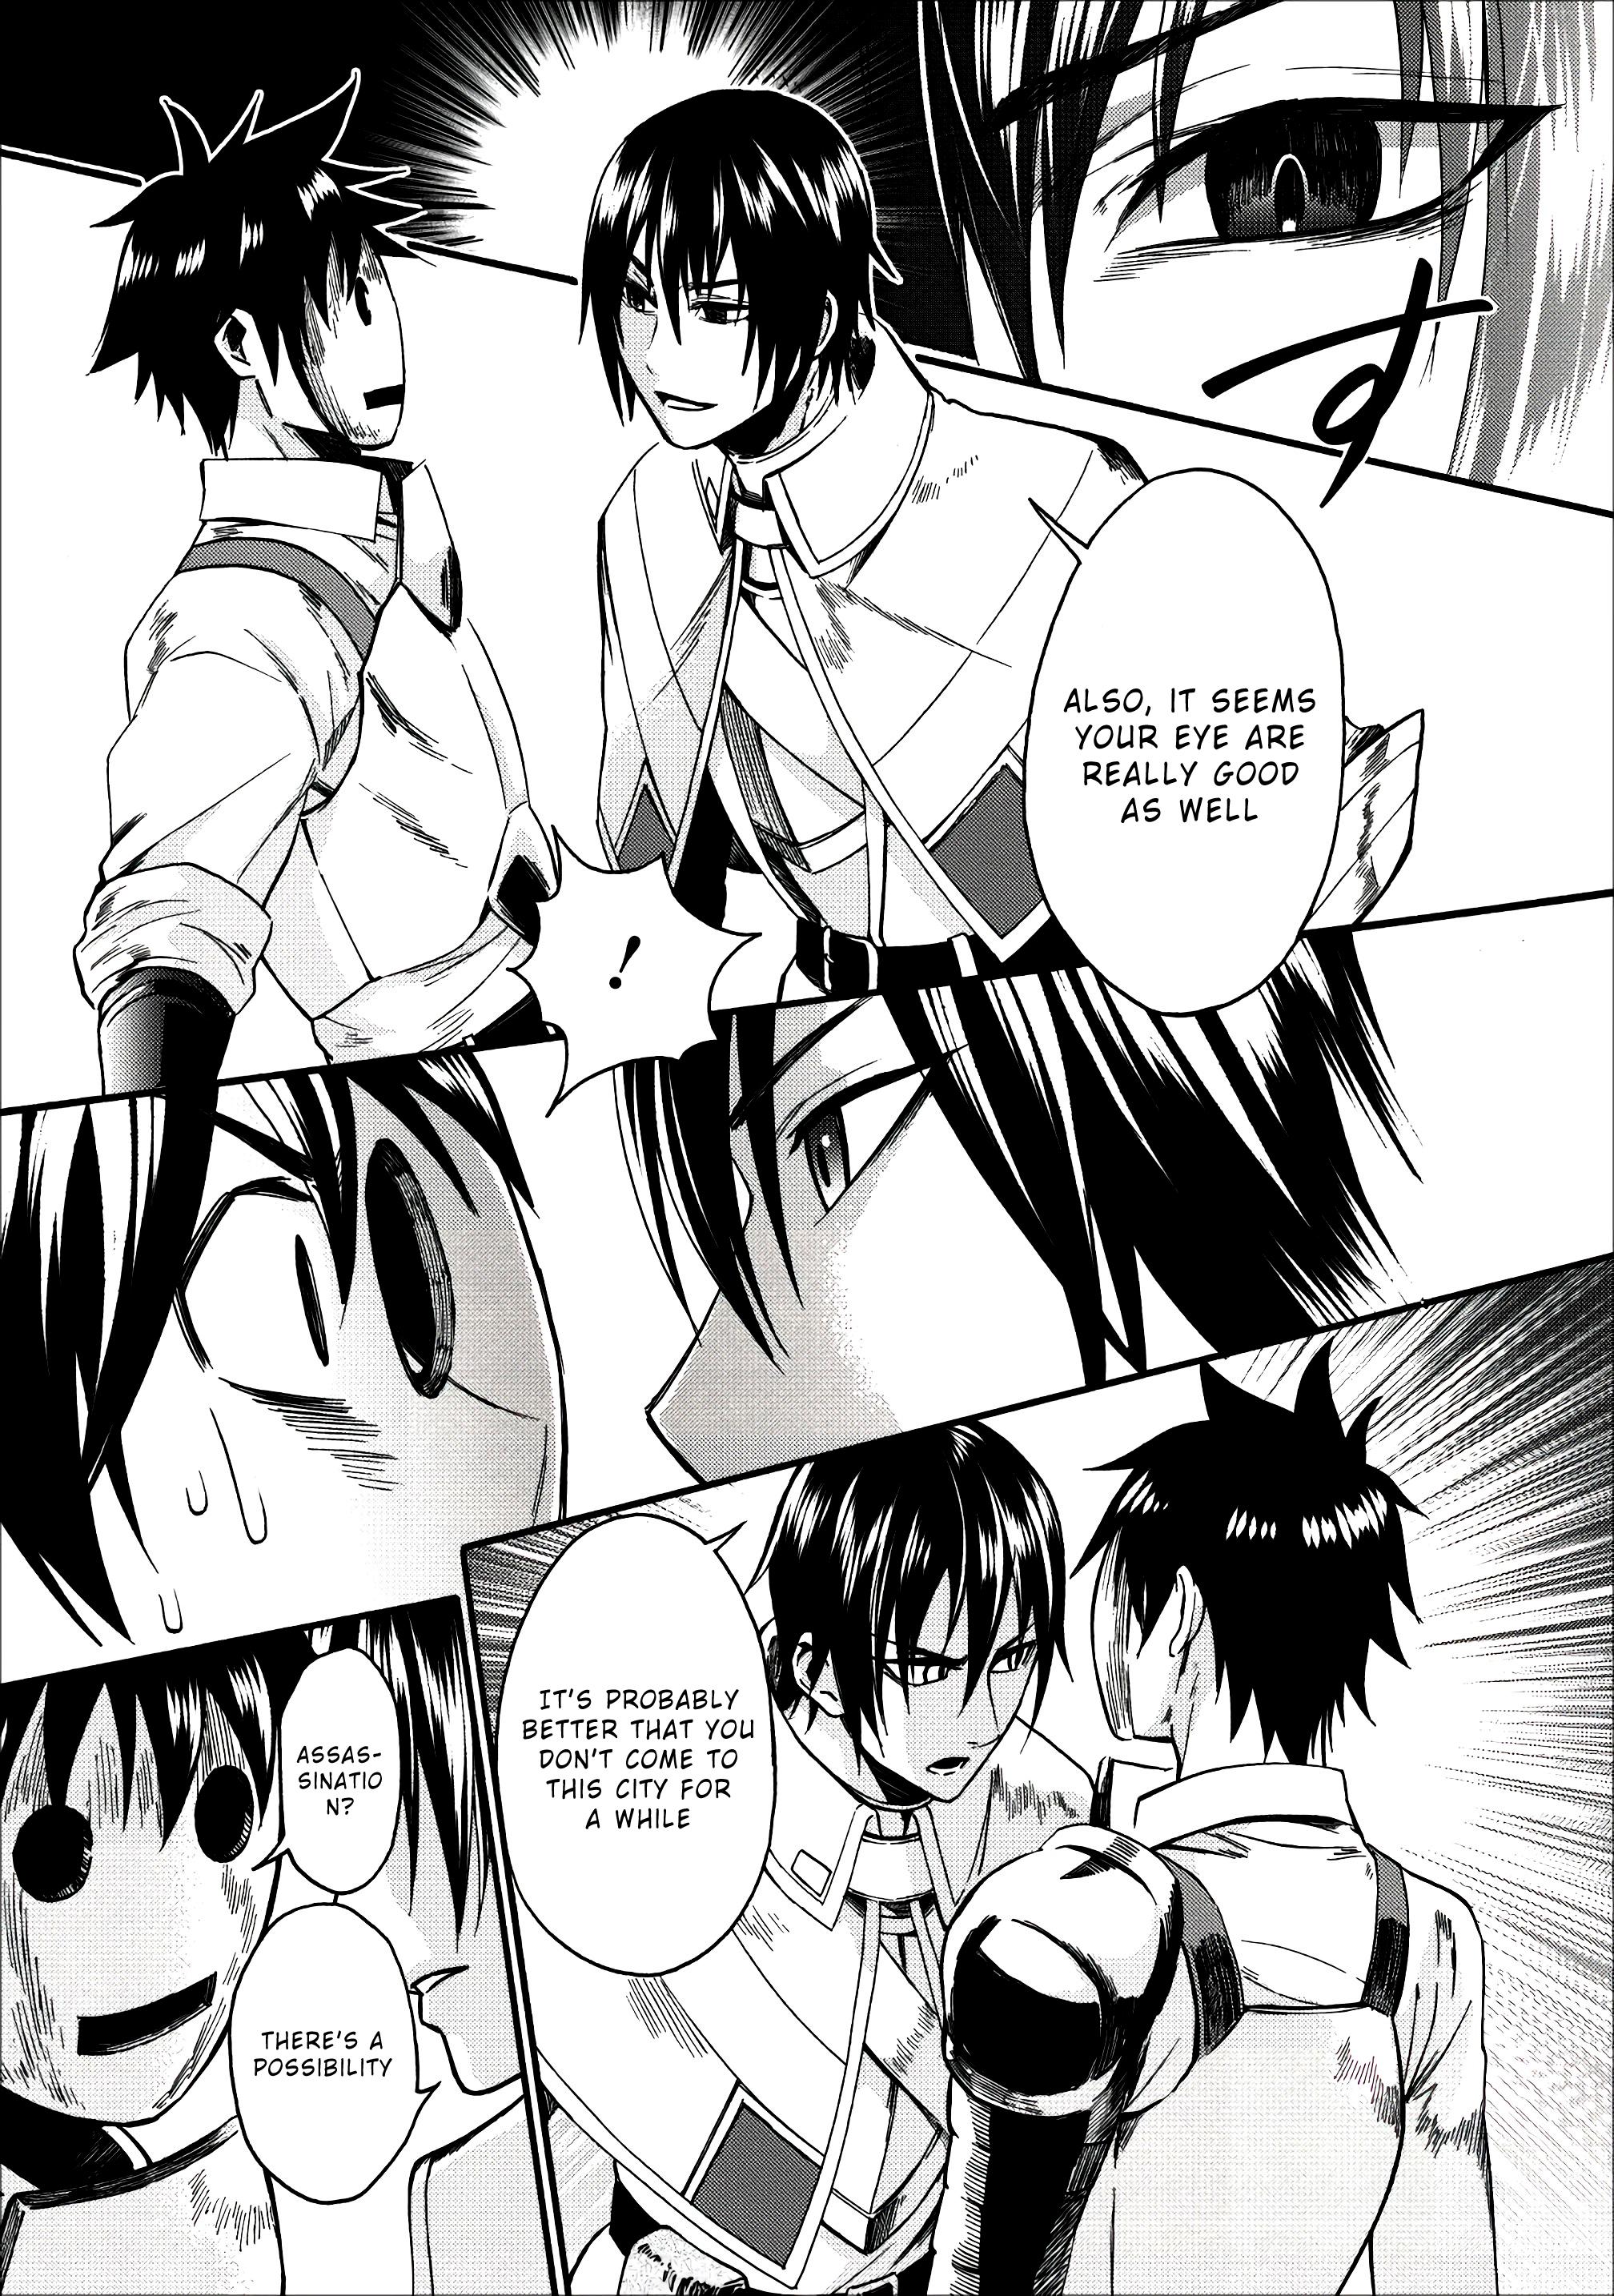 す
ALSO, IT SEEMS
YOUR EYE ARE
REALLY GOOD
AS WELL
!
IT'S PROBABLY
BETTER THAT YOU
DON'T COME TO
THIS CITY FOR
A WHILE
ASSAS-
SINATIO
N?
THERE'S A
POSSIBILITY